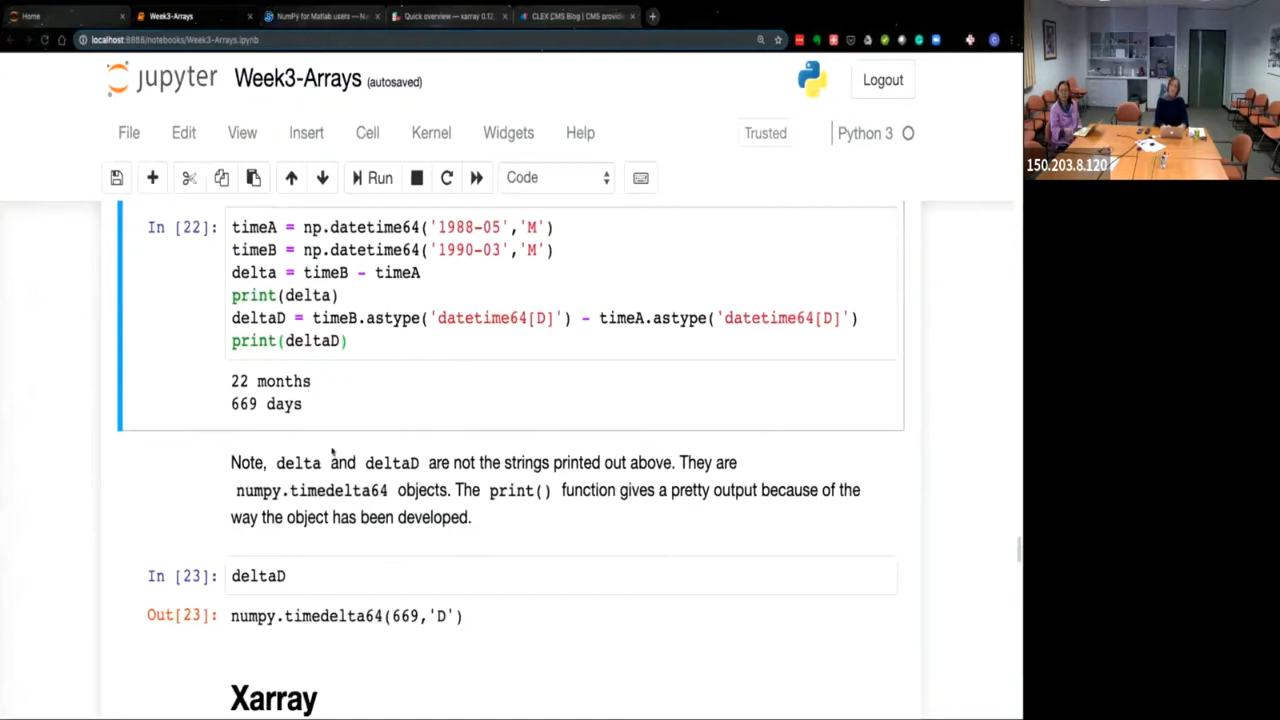 Home
Week3-Arrays
NumPy for Matlab users — N
Quick overview — xarray 0.12.
CLEX CMS Blog | CMS provid
localhost:8888/notebooks/Week3-Arrays.ipynb
jupyter Week3-Arrays (autosaved)
Logout
File Edit View Insert Cell Kernel Widgets Help
Trusted
Python 3
Run
Code
In [22]: timeA = np.datetime64('1988-05','M')
timeB = np.datetime64('1990-03','M')
delta = timeB - timeA
print(delta)
deltaD = timeB.astype('datetime64[D]') - timeA.astype('datetime64[D]')
print(deltaD)
22 months
669 days
Note, delta and deltaD are not the strings printed out above. They are
numpy.timedelta64 objects. The print() function gives a pretty output because of the
way the object has been developed.
In [23]: deltaD
Out[23]: numpy.timedelta64(669,'D')
Xarray
150.203.8.120